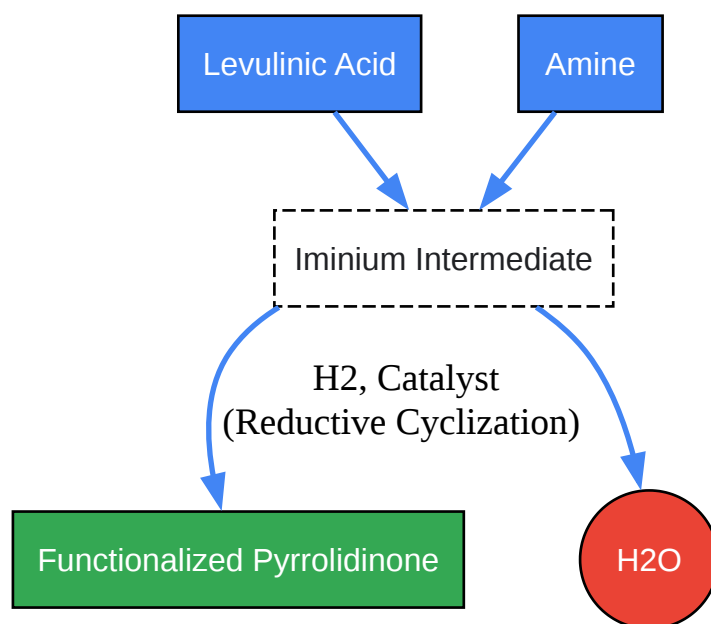 Levulinic Acid
Amine
Iminium Intermediate
H2, Catalyst
(Reductive Cyclization)
Functionalized Pyrrolidinone
H2O